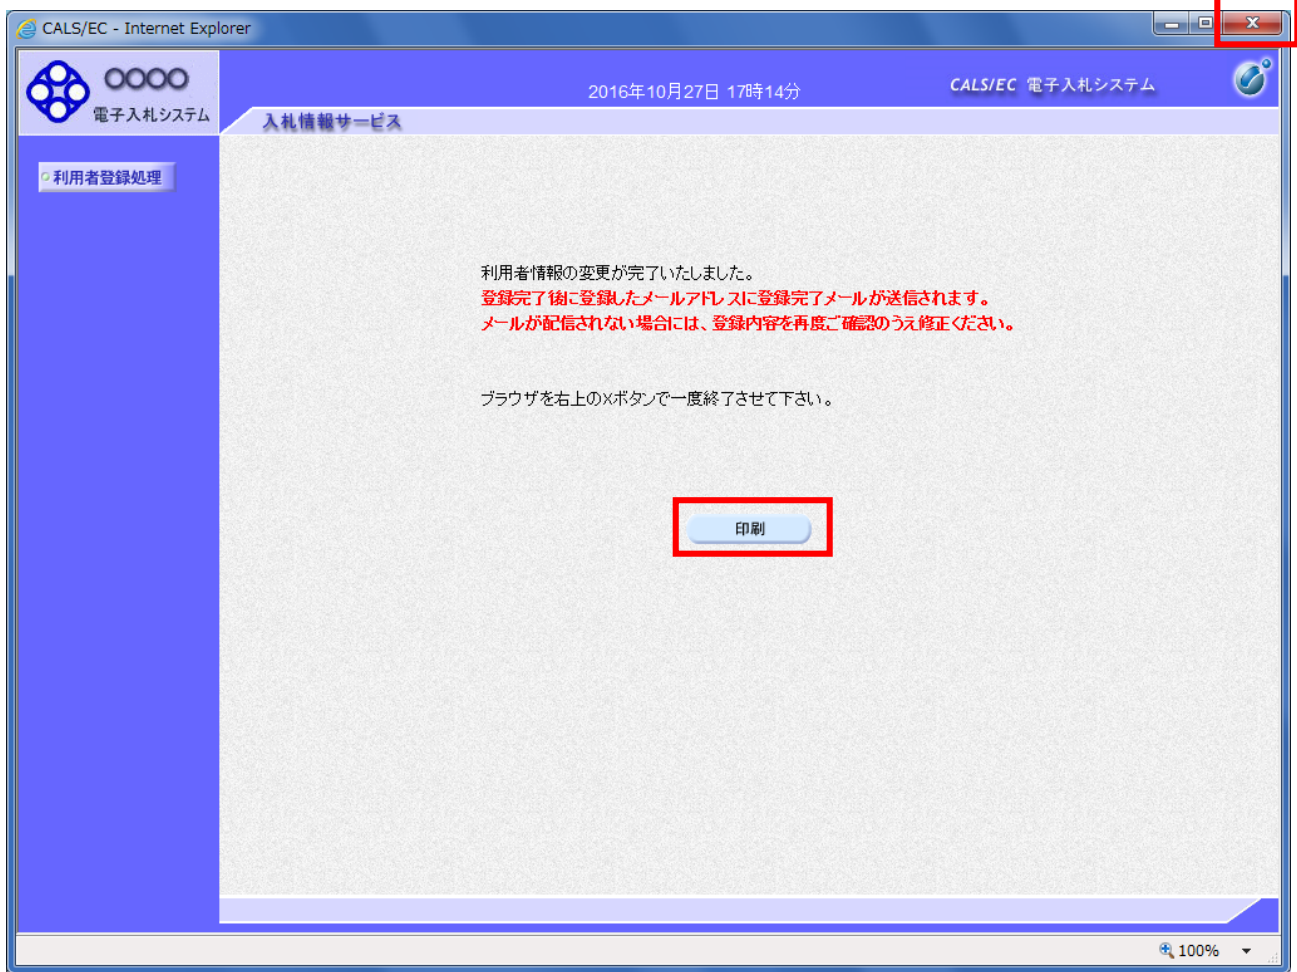 CALS/EC - Internet Explorer
○○○○
電子入札システム
2016年10月27日 17時14分
CALS/EC 電子入札システム
入札情報サービス
利用者登録処理
利用者情報の変更が完了いたしました。
登録完了後に登録したメールアドレスに登録完了メールが送信されます。
メールが配信されない場合には、登録内容を再度ご確認のうえ修正ください。
ブラウザを右上の×ボタンで一度終了させて下さい。
印刷
100%